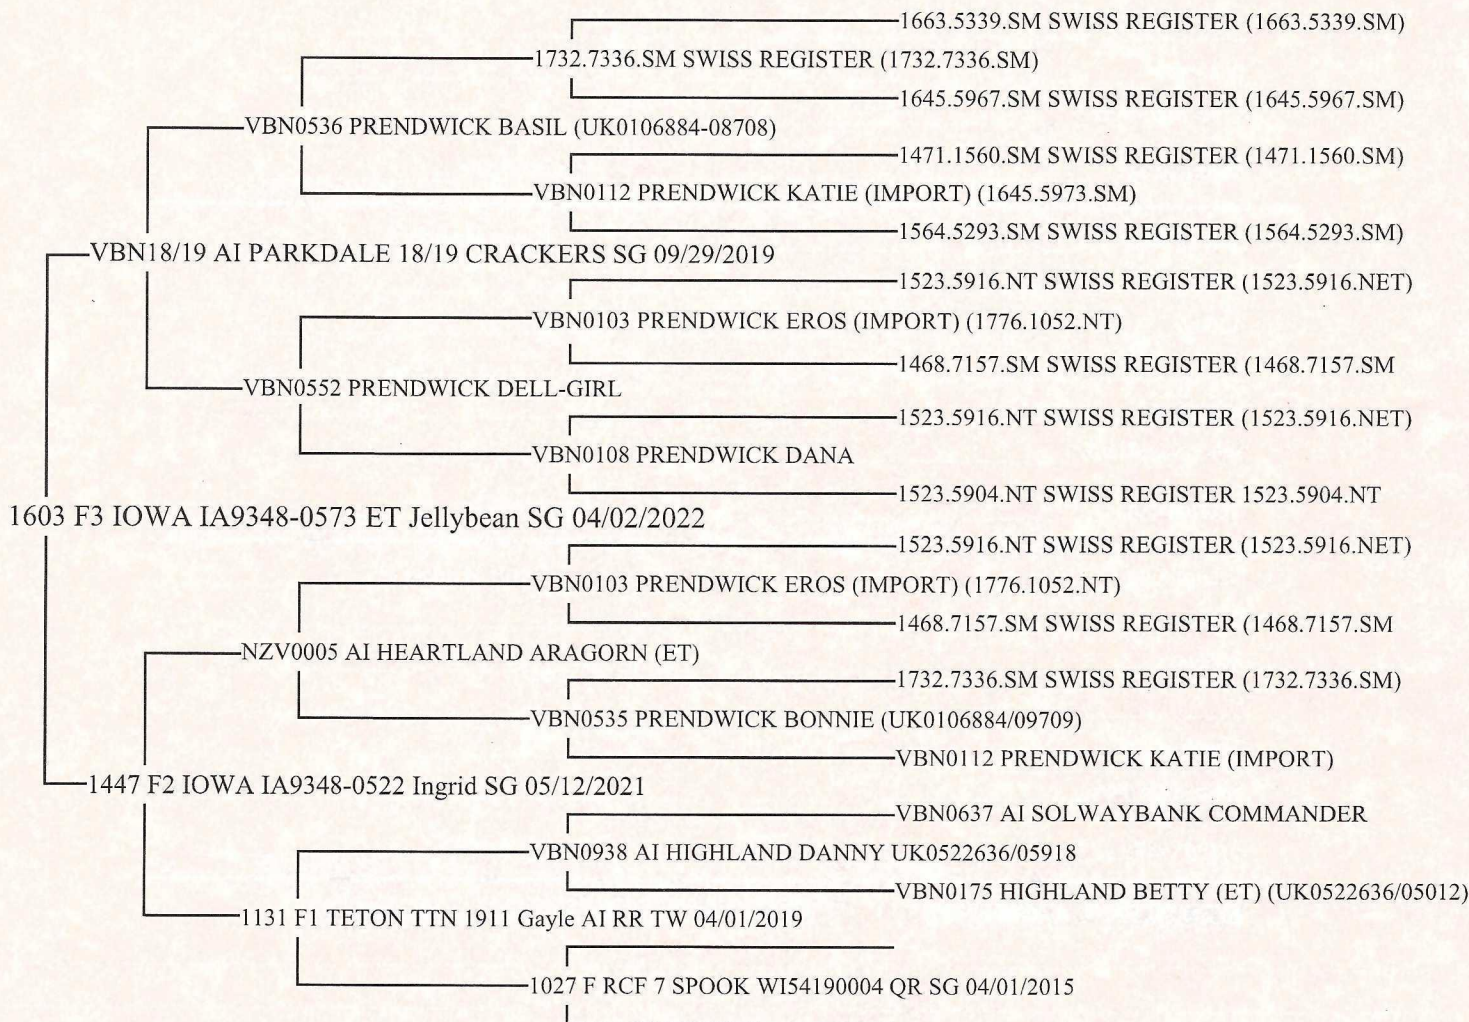 1663.5339.SM SWISS REGISTER (1663.5339.SM)
1732.7336.SM SWISS REGISTER (1732.7336.SM)
1645.5967.SM SWISS REGISTER (1645.5967.SM)
VBN0536 PRENDWICK BASIL (UK0106884-08708)
1471.1560.SM SWISS REGISTER (1471.1560.SM)
VBN0112 PRENDWICK KATIE (IMPORT) (1645.5973.SM)
1564.5293.SM SWISS REGISTER (1564.5293.SM)
VBN18/19 AI PARKDALE 18/19 CRACKERS SG 09/29/2019
1523.5916.NT SWISS REGISTER (1523.5916.NET)
VBN0103 PRENDWICK EROS (IMPORT) (1776.1052.NT)
1468.7157.SM SWISS REGISTER (1468.7157.SM
VBN0552 PRENDWICK DELL-GIRL
1523.5916.NT SWISS REGISTER (1523.5916.NET)
VBN0108 PRENDWICK DANA
1523.5904.NT SWISS REGISTER 1523.5904.NT
1603 F3 IOWA IA9348-0573 ET Jellybean SG 04/02/2022
1523.5916.NT SWISS REGISTER (1523.5916.NET)
VBN0103 PRENDWICK EROS (IMPORT) (1776.1052.NT)
1468.7157.SM SWISS REGISTER (1468.7157.SM
NZV0005 AI HEARTLAND ARAGORN (ET)
1732.7336.SM SWISS REGISTER (1732.7336.SM)
VBN0535 PRENDWICK BONNIE (UK0106884/09709)
VBN0112 PRENDWICK KATIE (IMPORT)
1447 F2 IOWA IA9348-0522 Ingrid SG 05/12/2021
VBN0637 AI SOLWAYBANK COMMANDER
VBN0938 AI HIGHLAND DANNY UK0522636/05918
VBN0175 HIGHLAND BETTY (ET) (UK0522636/05012)
1131 F1 TETON TTN 1911 Gayle AI RR TW 04/01/2019
1027 F RCF 7 SPOOK WI54190004 QR SG 04/01/2015